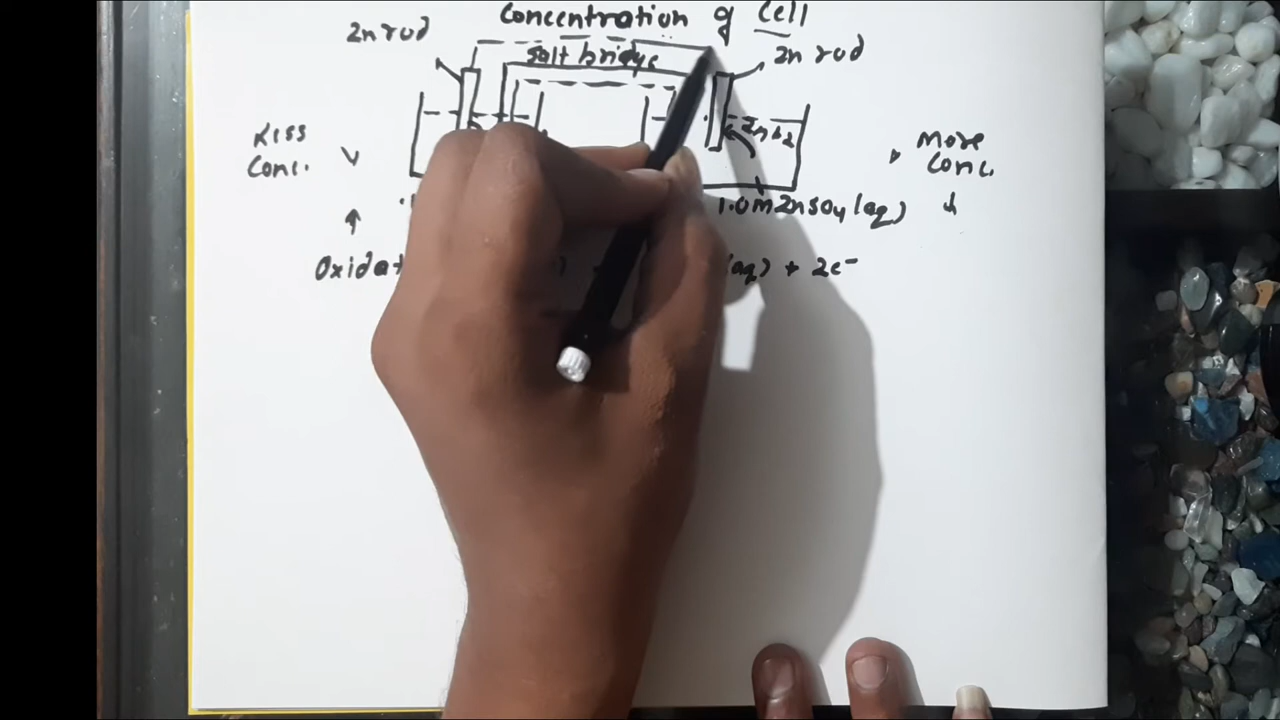 Concentration of Cell
Zn rod
salt bridge
Zn rod
Less
Conc.
More
Conc.
1.0M ZnSO4 (aq)
Oxidat
(aq) + 2e-